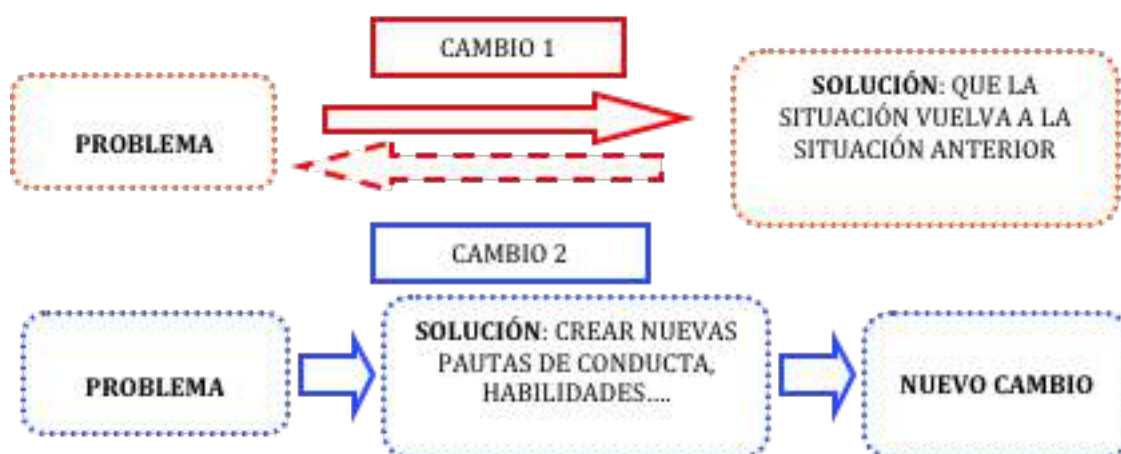 CAMBIO 1
PROBLEMA
SOLUCIÓN: QUE LA
SITUACIÓN VUELVA A LA
SITUACIÓN ANTERIOR
CAMBIO 2
PROBLEMA
SOLUCIÓN: CREAR NUEVAS
PAUTAS DE CONDUCTA,
HABILIDADES....
NUEVO CAMBIO